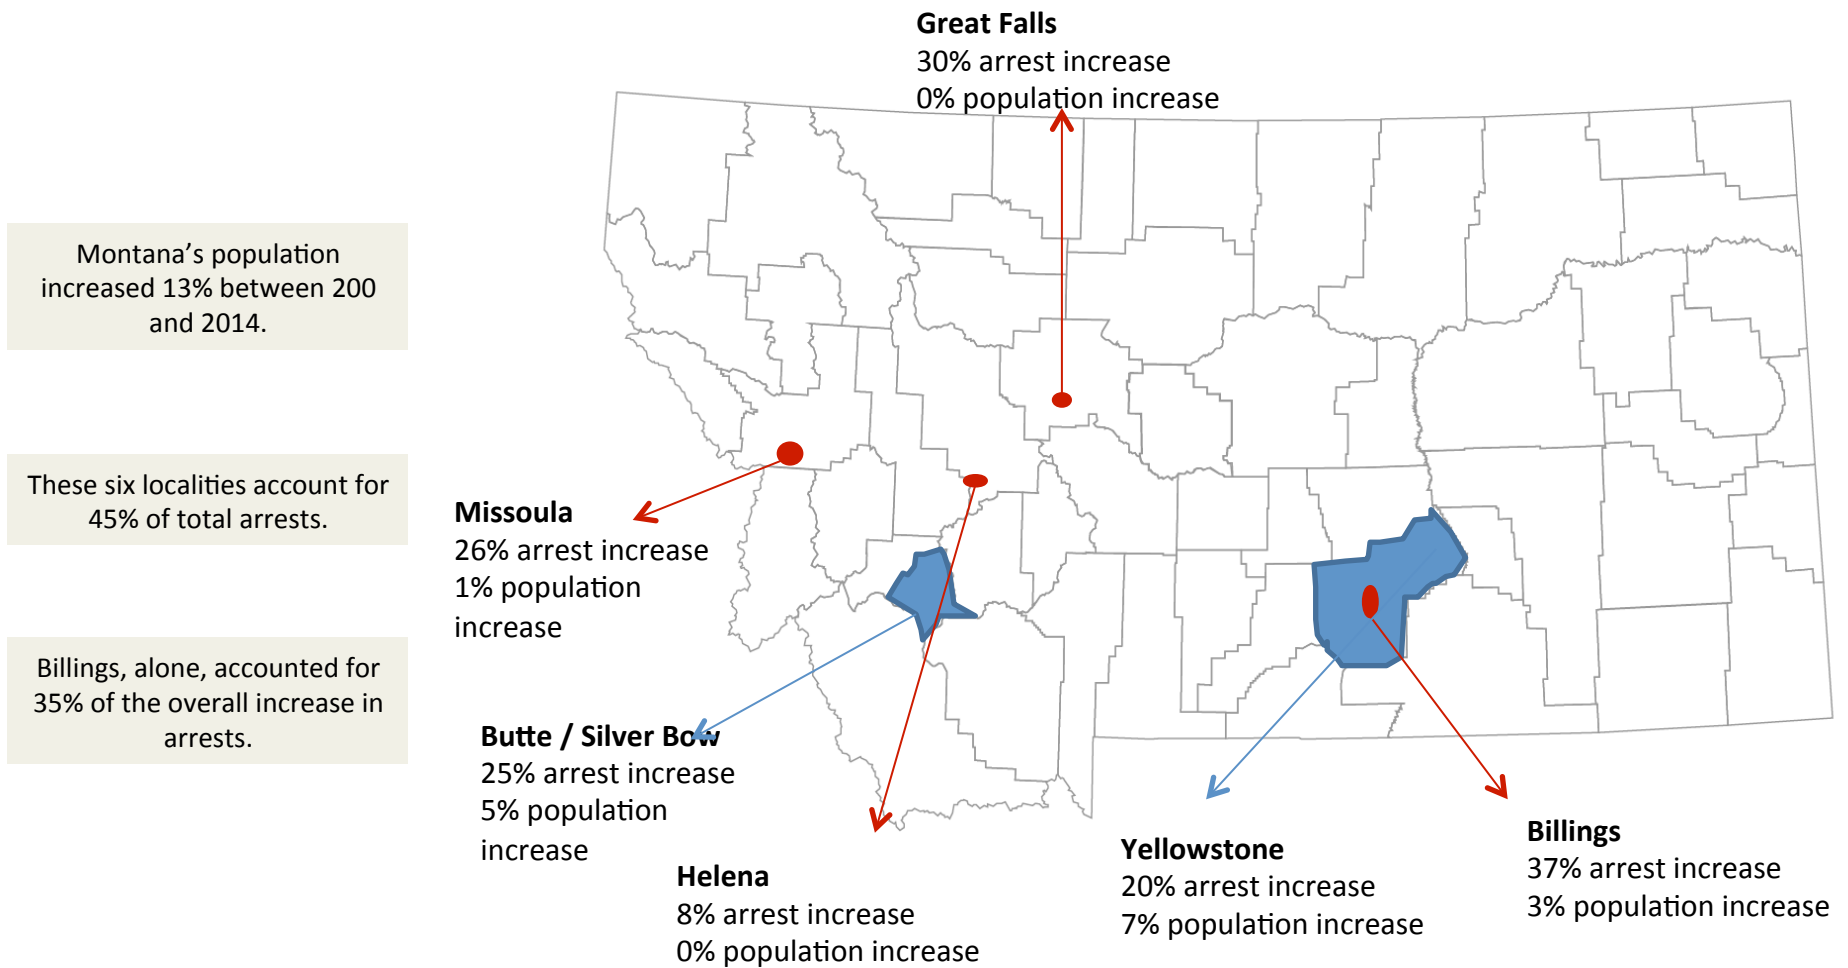 Great Falls
30% arrest increase
0% population increase
Montana’s population
increased 13% between 200
and 2014.
These six localities account for
45% of total arrests.
Billings, alone, accounted for
35% of the overall increase in
arrests.
Missoula
26% arrest increase
1% population
increase
Butte / Silver Bow
25% arrest increase
5% population
increase
Helena
8% arrest increase
0% population increase
Yellowstone
20% arrest increase
7% population increase
Billings
37% arrest increase
3% population increase